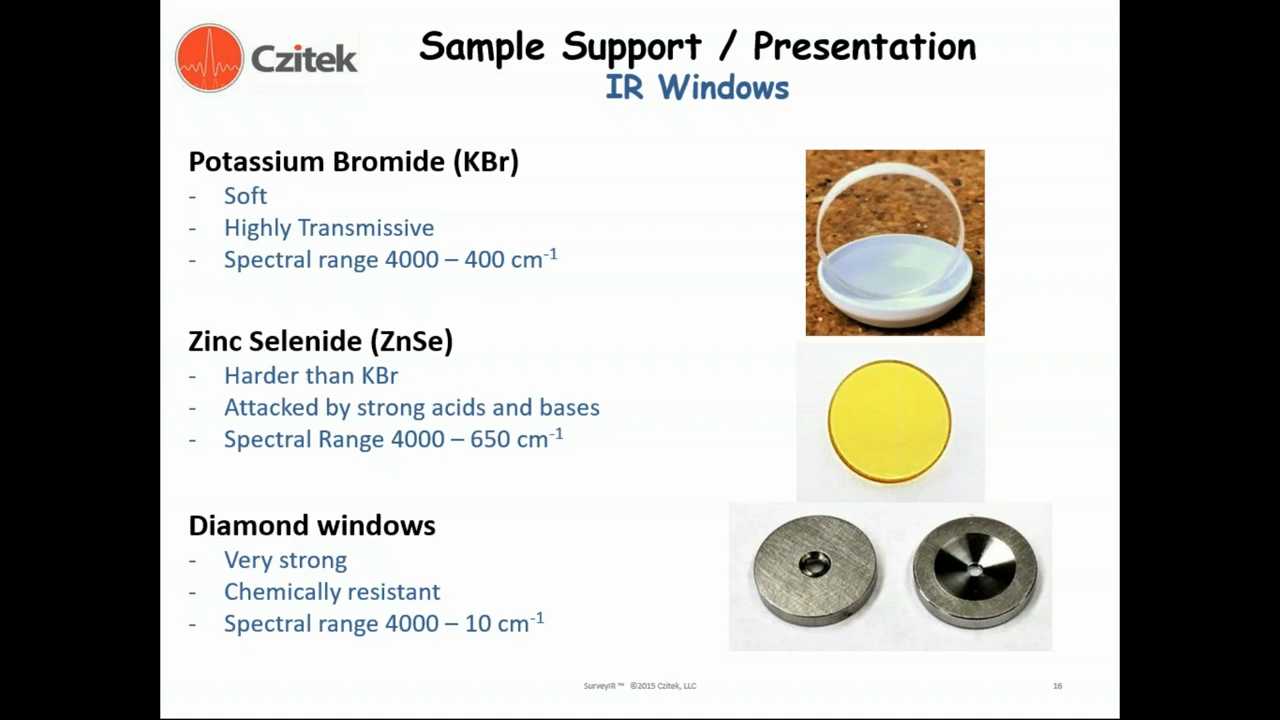 Czitek
Sample Support / Presentation
IR Windows
Potassium Bromide (KBr)
- Soft
- Highly Transmissive
- Spectral range 4000 – 400 cm⁻¹
Zinc Selenide (ZnSe)
- Harder than KBr
- Attacked by strong acids and bases
- Spectral Range 4000 – 650 cm⁻¹
Diamond windows
- Very strong
- Chemically resistant
- Spectral range 4000 – 10 cm⁻¹
SurveyIR™ ©2015 Czitek, LLC
16